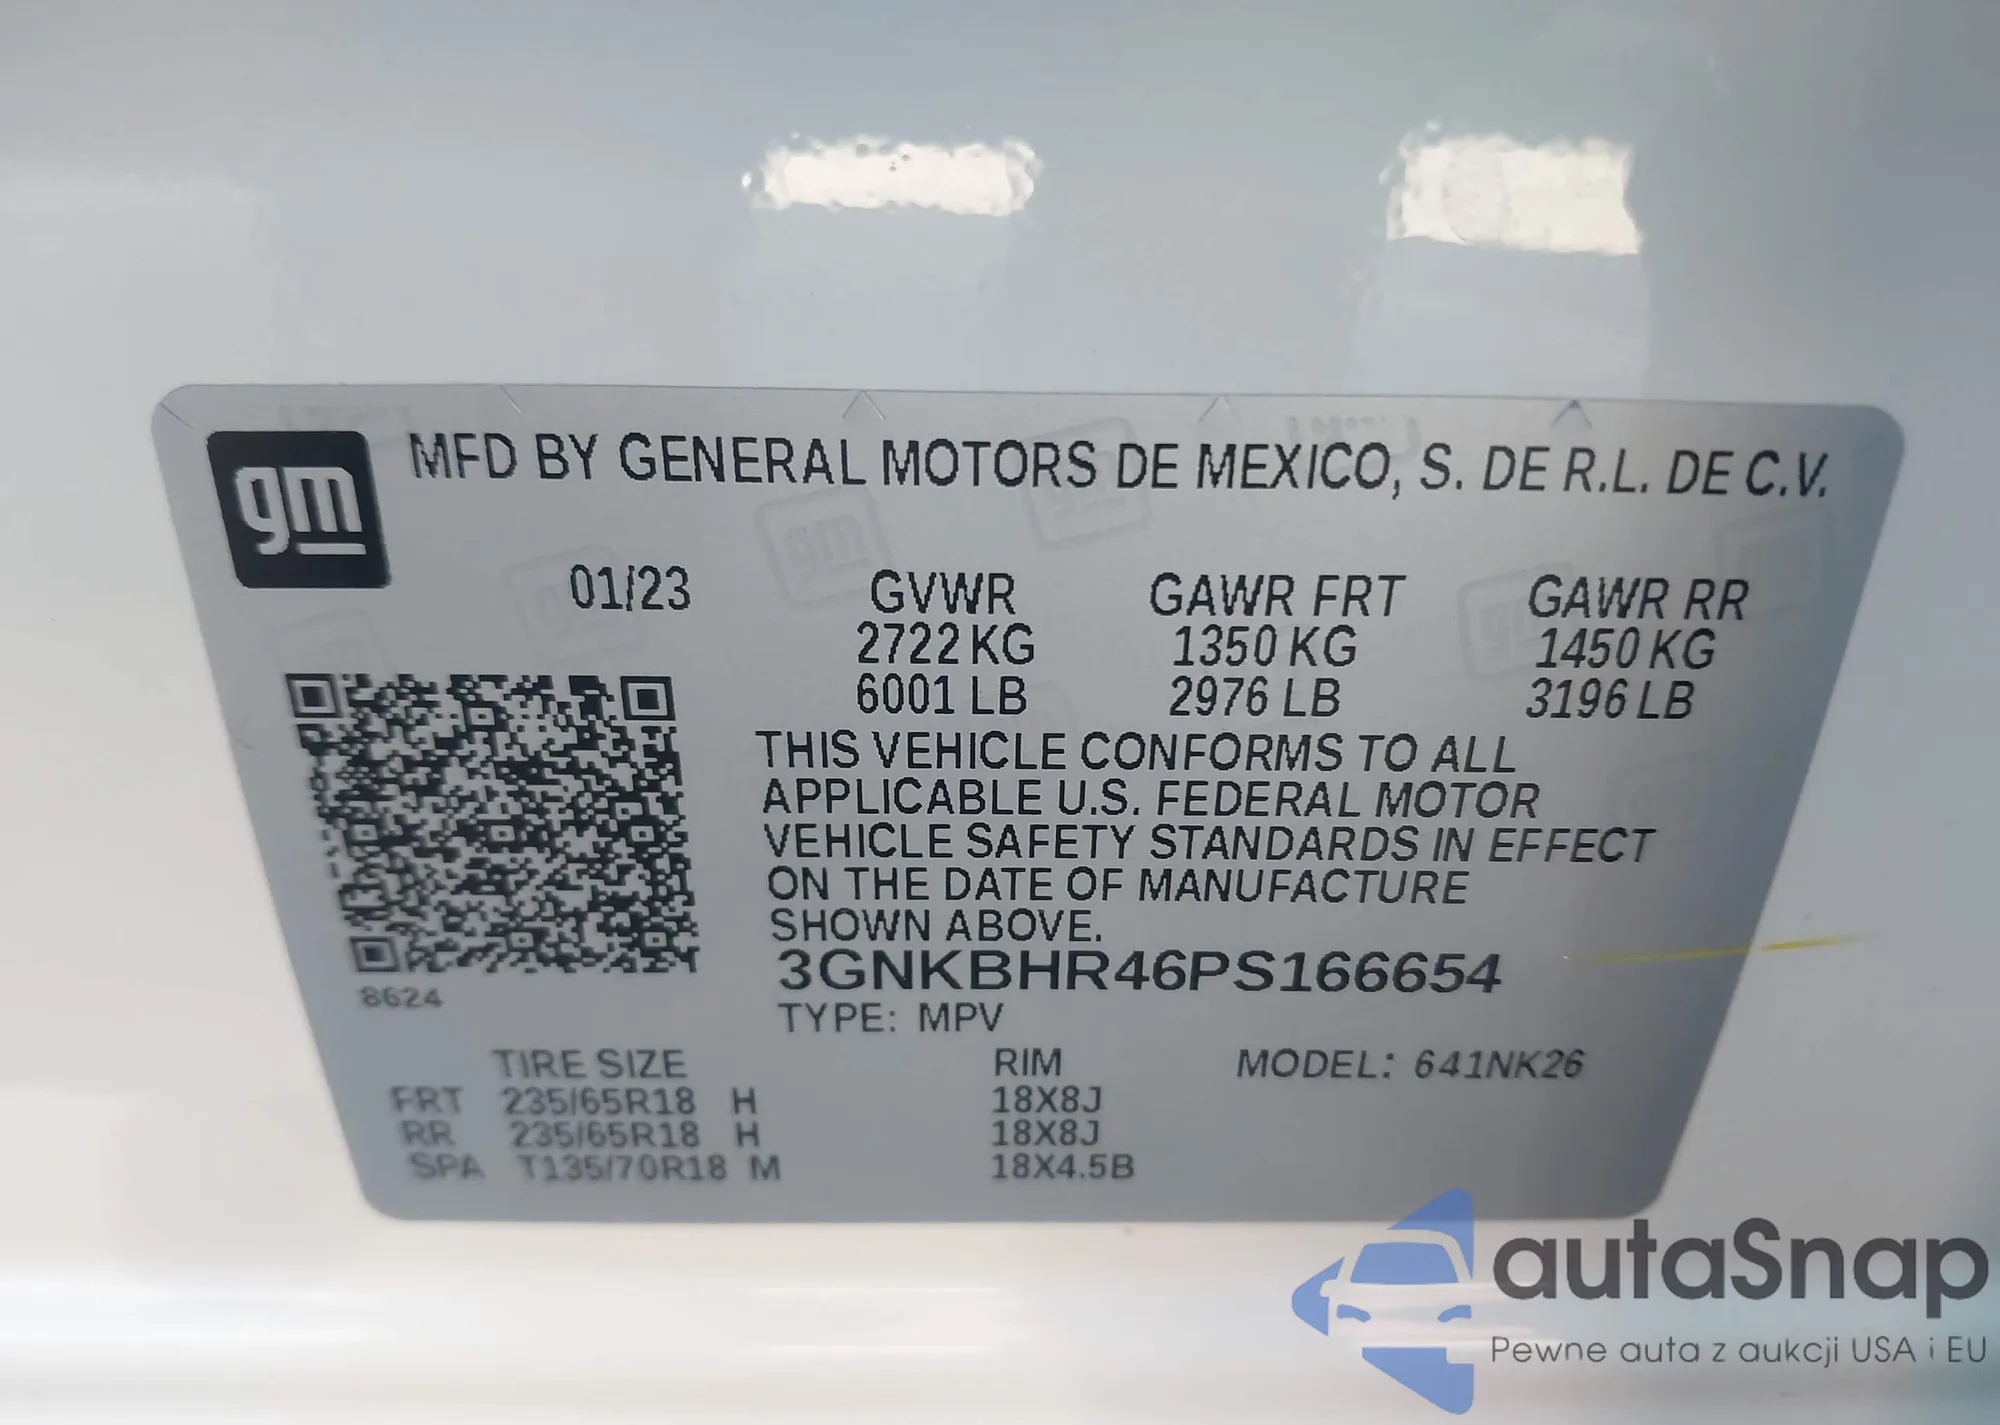 gm
MFD BY GENERAL MOTORS DE MEXICO, S. DE R.L. DE C.V.
01/23 GVWR GAWR FRT GAWR RR
2722 KG 1350 KG 1450 KG
6001 LB 2976 LB 3196 LB
THIS VEHICLE CONFORMS TO ALL
APPLICABLE U.S. FEDERAL MOTOR
VEHICLE SAFETY STANDARDS IN EFFECT
ON THE DATE OF MANUFACTURE
SHOWN ABOVE.
3GNKBHR46PS166654
8624
TYPE: MPV
TIRE SIZE RIM MODEL: 641NK26
FRT 235/65R18 H 18X8J
RR 235/65R18 H 18X8J
SPA T135/70R18 M 18X4.5B
autaSnap
Pewne auta z aukcji USA i EU